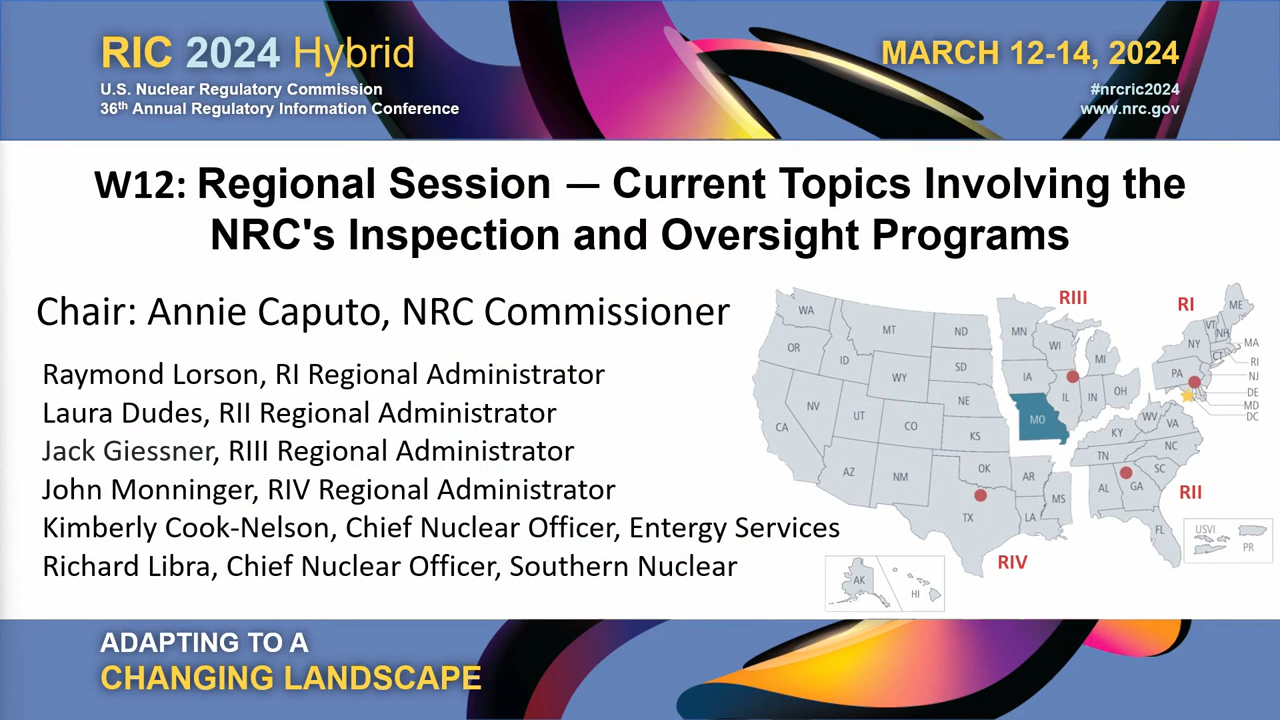 RIC 2024 Hybrid
U.S. Nuclear Regulatory Commission
36th Annual Regulatory Information Conference
MARCH 12-14, 2024
#nrcric2024
www.nrc.gov
W12: Regional Session — Current Topics Involving the
NRC's Inspection and Oversight Programs
Chair: Annie Caputo, NRC Commissioner
Raymond Lorson, RI Regional Administrator
Laura Dudes, RII Regional Administrator
Jack Giessner, RIII Regional Administrator
John Monninger, RIV Regional Administrator
Kimberly Cook-Nelson, Chief Nuclear Officer, Entergy Services
Richard Libra, Chief Nuclear Officer, Southern Nuclear
RIII
RI
WA
MT
ND
MN
ME
VT
NH
OR
ID
SD
WI
MI
NY
MA
CT
RI
WY
IA
PA
NJ
NV
UT
NE
IL
IN
OH
DE
MD
DC
CA
CO
KS
MO
WV
VA
KY
NC
TN
AZ
NM
OK
AR
SC
MS
AL
GA
RII
TX
LA
FL
USVI
PR
RIV
AK
HI
ADAPTING TO A
CHANGING LANDSCAPE